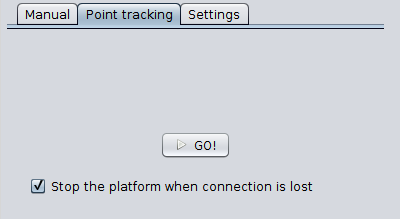 Manual Point tracking Settings
GO!
Stop the platform when connection is lost